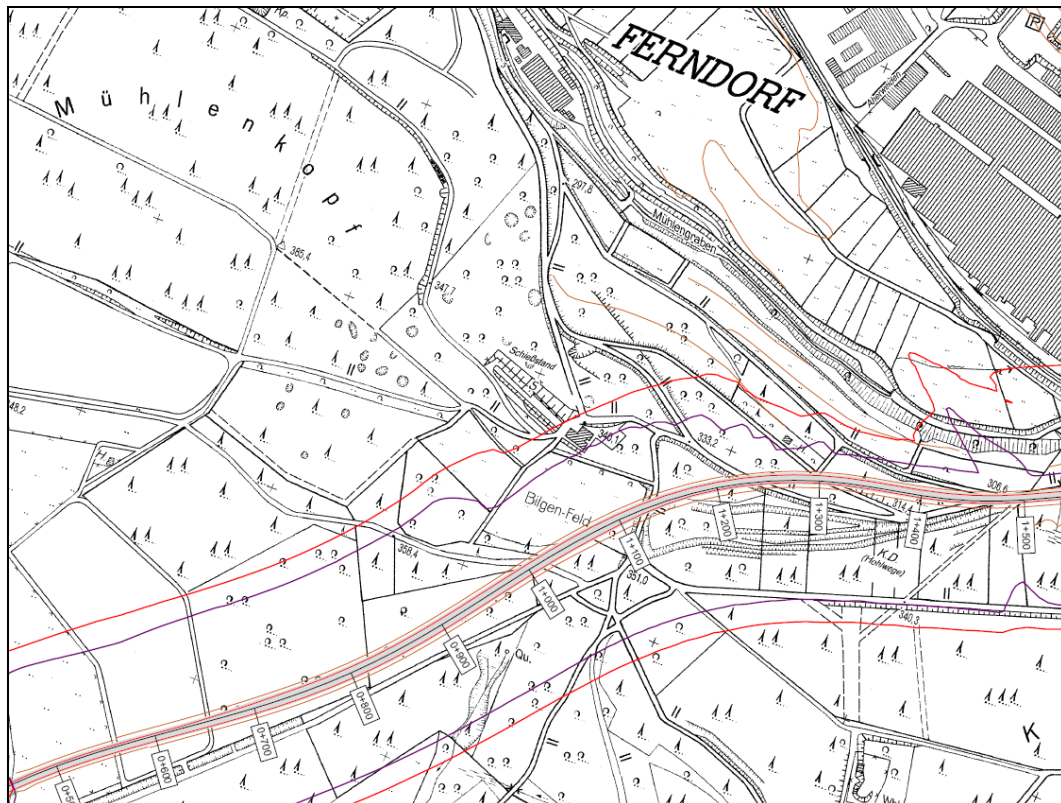 FERNDORF
P
Kp.
Mühlenkopf
297,8
Mühlengraben
385,4
347,7
Schießstand
340,1
333,2
H
Bilgen-Feld
306,6
314,4
358,4
351,0
K.D.
(Hohlwege)
340,3
Qu.
K
0+600
0+700
0+800
0+900
1+000
1+100
1+200
1+300
1+400
1+500